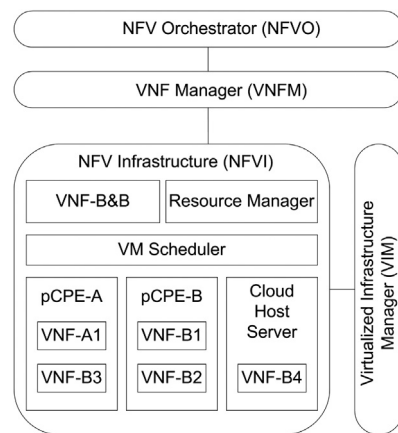 NFV Orchestrator (NFVO)
VNF Manager (VNFM)
NFV Infrastructure (NFVI)
VNF-B&B
Resource Manager
VM Scheduler
pCPE-A
VNF-A1
VNF-B3
pCPE-B
VNF-B1
VNF-B2
Cloud
Host
Server
VNF-B4
Virtualized Infrastructure
Manager (VIM)